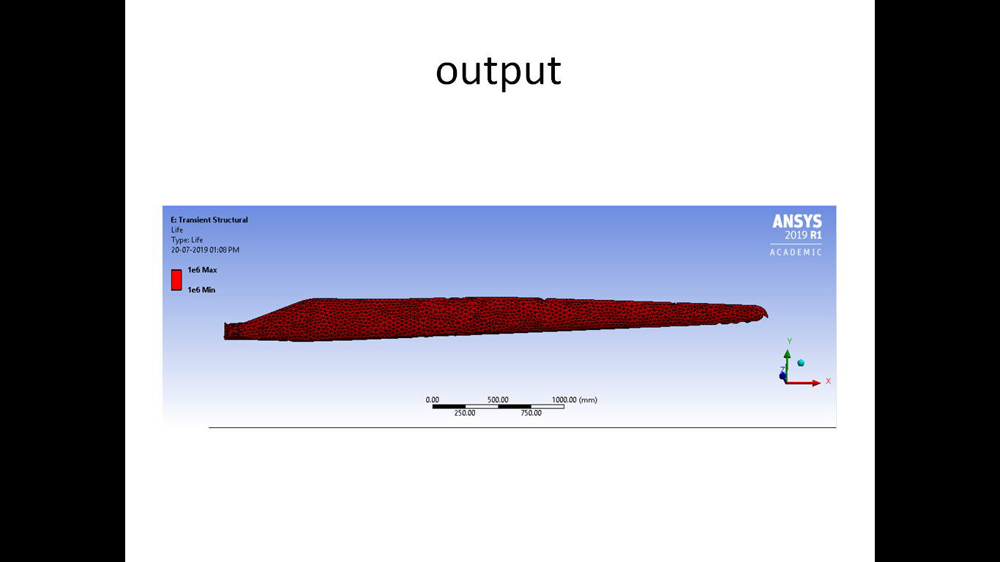 output
E: Transient Structural
Life
Type: Life
20-07-2019 01:08 PM
1e6 Max
1e6 Min
ANSYS
2019 R1
ACADEMIC
Y
Z
X
0.00 500.00 1000.00 (mm)
250.00 750.00